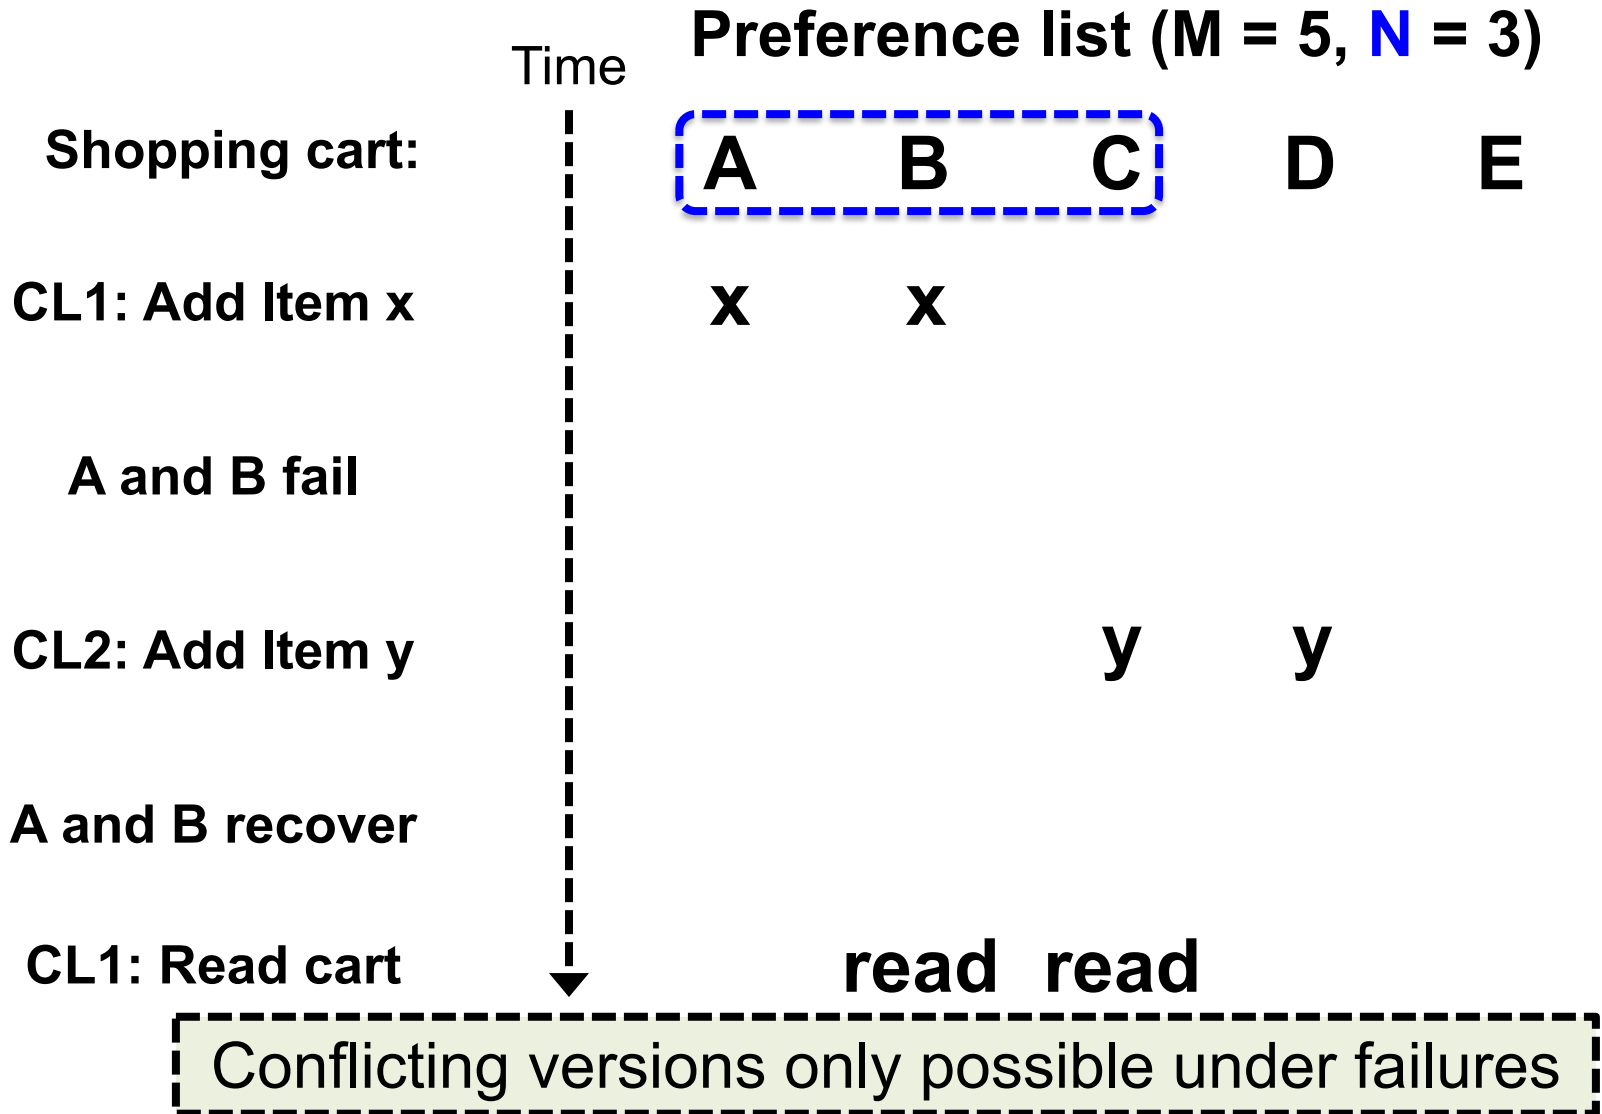 Preference list (M = 5, N = 3)
Time
Shopping cart: A B C D E
CL1: Add Item x x x
A and B fail
CL2: Add Item y y y
A and B recover
CL1: Read cart read read
Conflicting versions only possible under failures